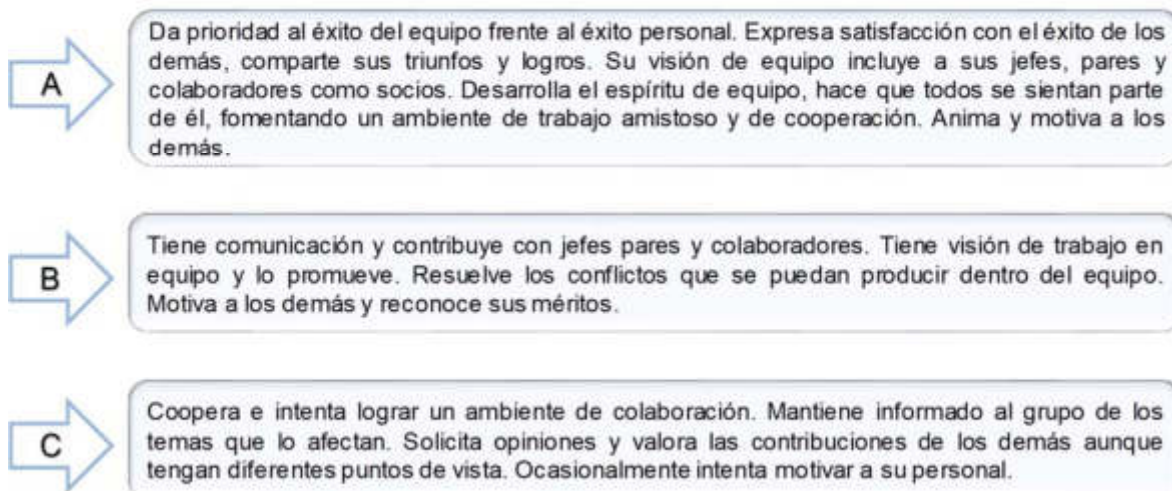 A
Da prioridad al éxito del equipo frente al éxito personal. Expresa satisfacción con el éxito de los
demás, comparte sus triunfos y logros. Su visión de equipo incluye a sus jefes, pares y
colaboradores como socios. Desarrolla el espíritu de equipo, hace que todos se sientan parte
de él, fomentando un ambiente de trabajo amistoso y de cooperación. Anima y motiva a los
demás.
B
Tiene comunicación y contribuye con jefes pares y colaboradores. Tiene visión de trabajo en
equipo y lo promueve. Resuelve los conflictos que se puedan producir dentro del equipo.
Motiva a los demás y reconoce sus méritos.
C
Coopera e intenta lograr un ambiente de colaboración. Mantiene informado al grupo de los
temas que lo afectan. Solicita opiniones y valora las contribuciones de los demás aunque
tengan diferentes puntos de vista. Ocasionalmente intenta motivar a su personal.